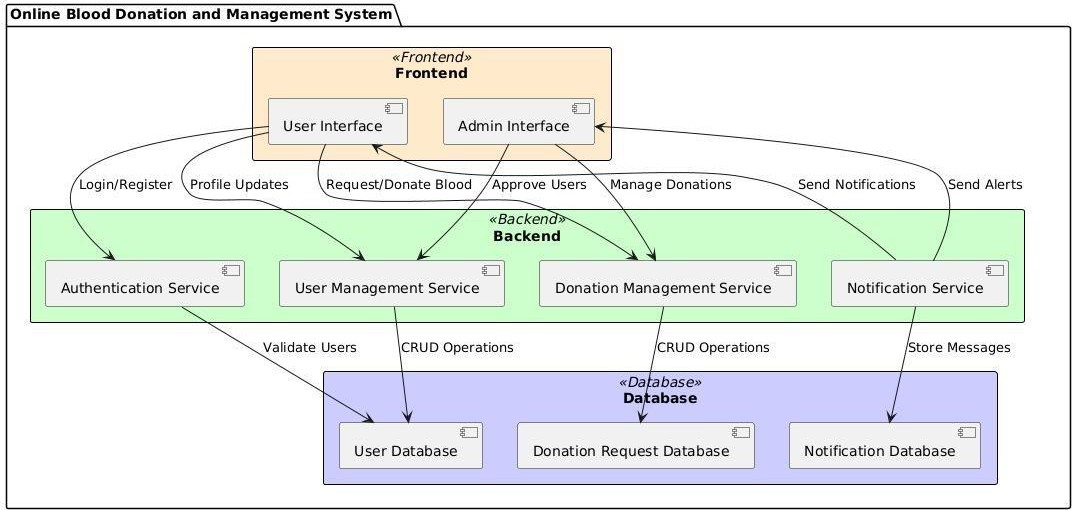 Online Blood Donation and Management System
«Frontend»
Frontend
User Interface
Admin Interface
Login/Register
Profile Updates
Request/Donate Blood
Approve Users
Manage Donations
Send Notifications
Send Alerts
«Backend»
Backend
Authentication Service
User Management Service
Donation Management Service
Notification Service
Validate Users
CRUD Operations
CRUD Operations
Store Messages
«Database»
Database
User Database
Donation Request Database
Notification Database